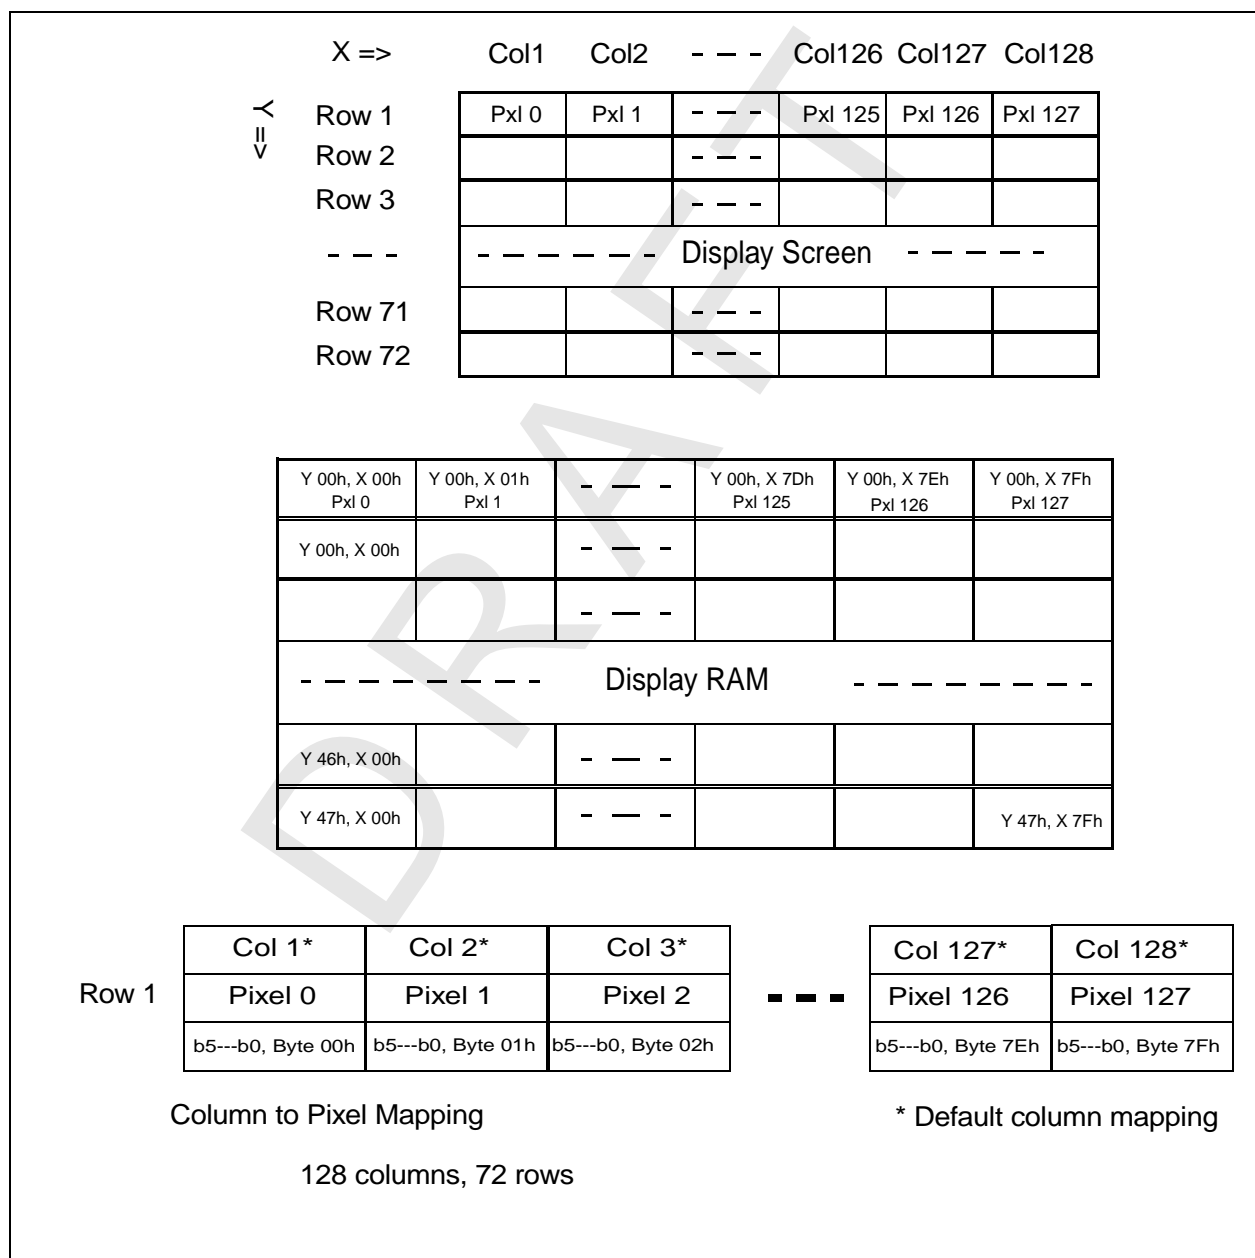 X => Col1 Col2 - — - Col126 Col127 Col128
Y =>
Row 1 Pxl 0 Pxl 1 - — - Pxl 125 Pxl 126 Pxl 127
Row 2 - — -
Row 3 - — -
- — - - — — — — — - Display Screen - — — — -
Row 71 - — -
Row 72 - — -
Y 00h, X 00h Y 00h, X 01h - — - Y 00h, X 7Dh Y 00h, X 7Eh Y 00h, X 7Fh
Pxl 0 Pxl 1 Pxl 125 Pxl 126 Pxl 127
Y 00h, X 00h - — -
- — -
- — — — — — — — - Display RAM - — — — — — — — -
Y 46h, X 00h - — -
Y 47h, X 00h - — - Y 47h, X 7Fh
Col 1* Col 2* Col 3* Col 127* Col 128*
Row 1 Pixel 0 Pixel 1 Pixel 2 - - - Pixel 126 Pixel 127
b5---b0, Byte 00h b5---b0, Byte 01h b5---b0, Byte 02h b5---b0, Byte 7Eh b5---b0, Byte 7Fh
Column to Pixel Mapping * Default column mapping
128 columns, 72 rows
DRAFT